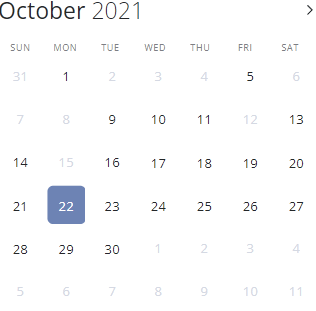 October 2021
SUN MON TUE WED THU FRI SAT
31 1 2 3 4 5 6
7 8 9 10 11 12 13
14 15 16 17 18 19 20
21 22 23 24 25 26 27
28 29 30 1 2 3 4
5 6 7 8 9 10 11